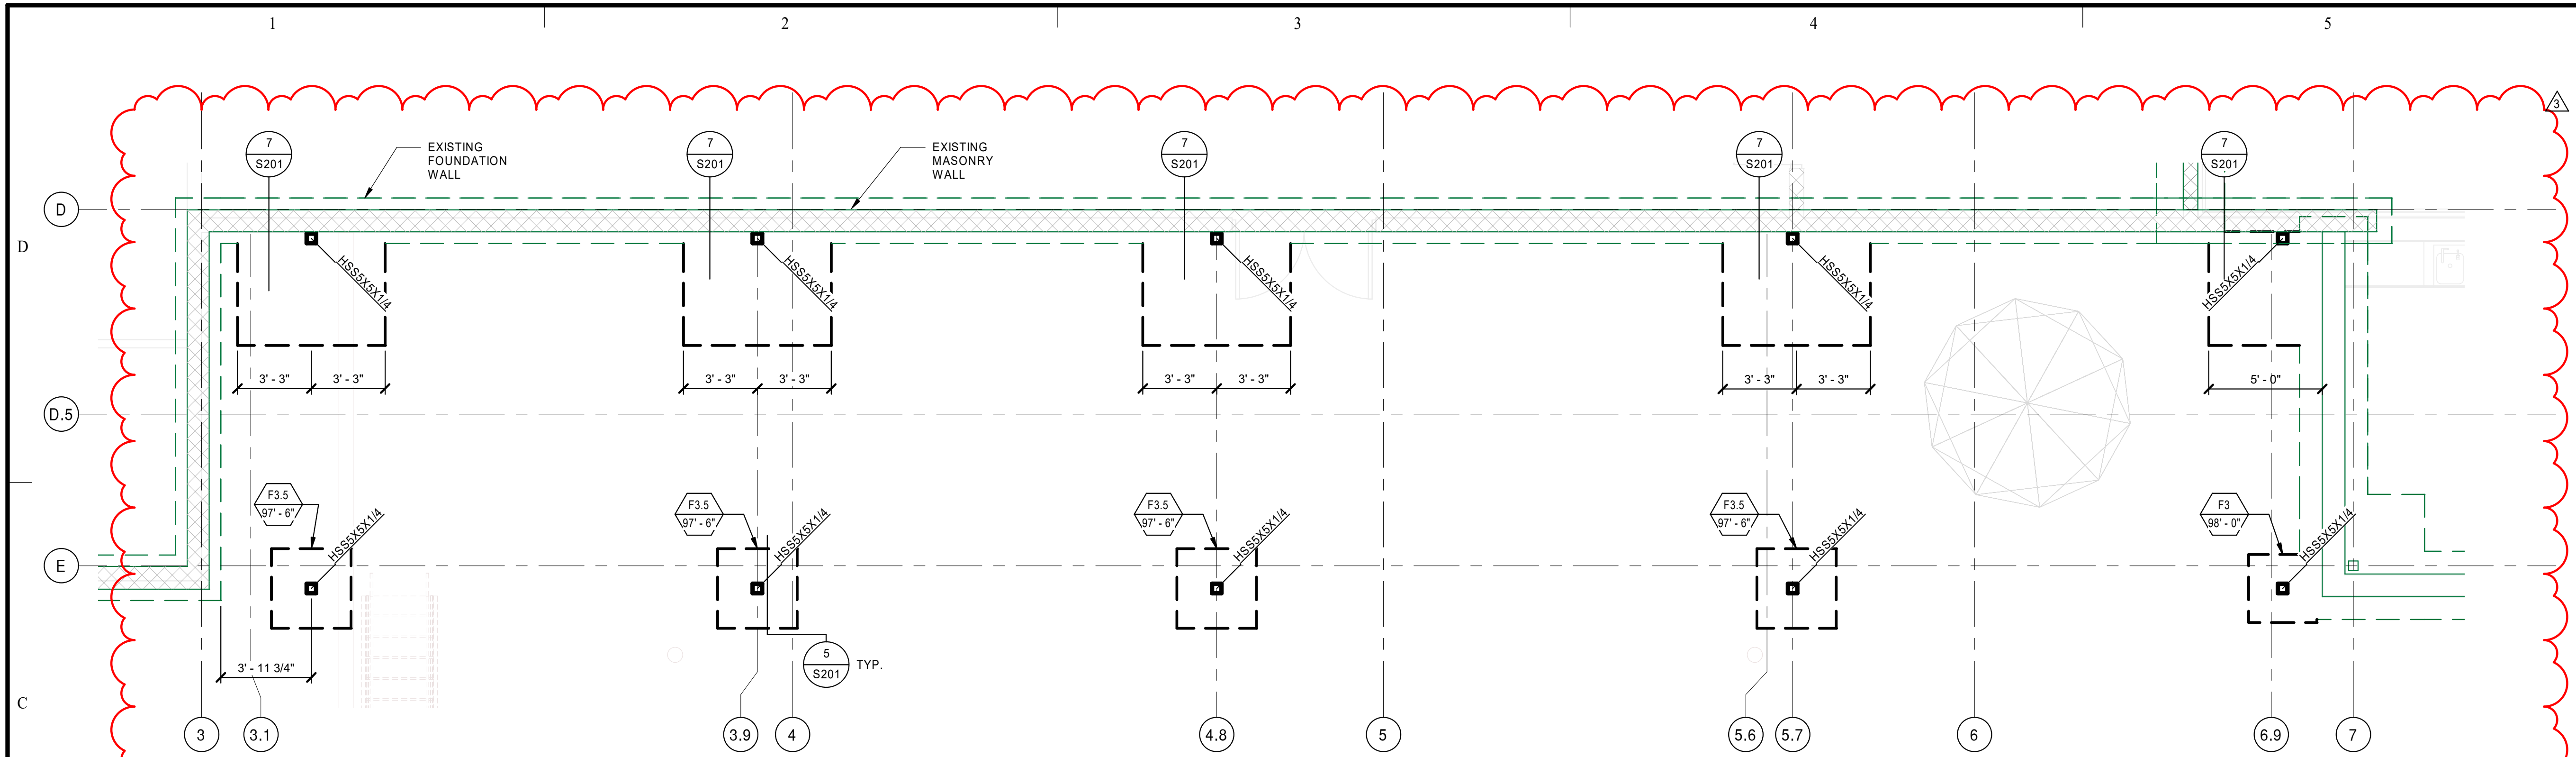 1
2
3
4
5
3
7
S201
EXISTING
FOUNDATION
WALL
7
S201
EXISTING
MASONRY
WALL
7
S201
7
S201
7
S201
D
D
HSS5X5X1/4
HSS5X5X1/4
HSS5X5X1/4
HSS5X5X1/4
HSS5X5X1/4
3' - 3"
3' - 3"
3' - 3"
3' - 3"
3' - 3"
3' - 3"
3' - 3"
3' - 3"
5' - 0"
D.5
F3.5
97' - 6"
HSS5X5X1/4
F3.5
97' - 6"
HSS5X5X1/4
F3.5
97' - 6"
HSS5X5X1/4
F3.5
97' - 6"
HSS5X5X1/4
F3
98' - 0"
HSS5X5X1/4
E
3' - 11 3/4"
5
S201
TYP.
C
3
3.1
3.9
4
4.8
5
5.6
5.7
6
6.9
7